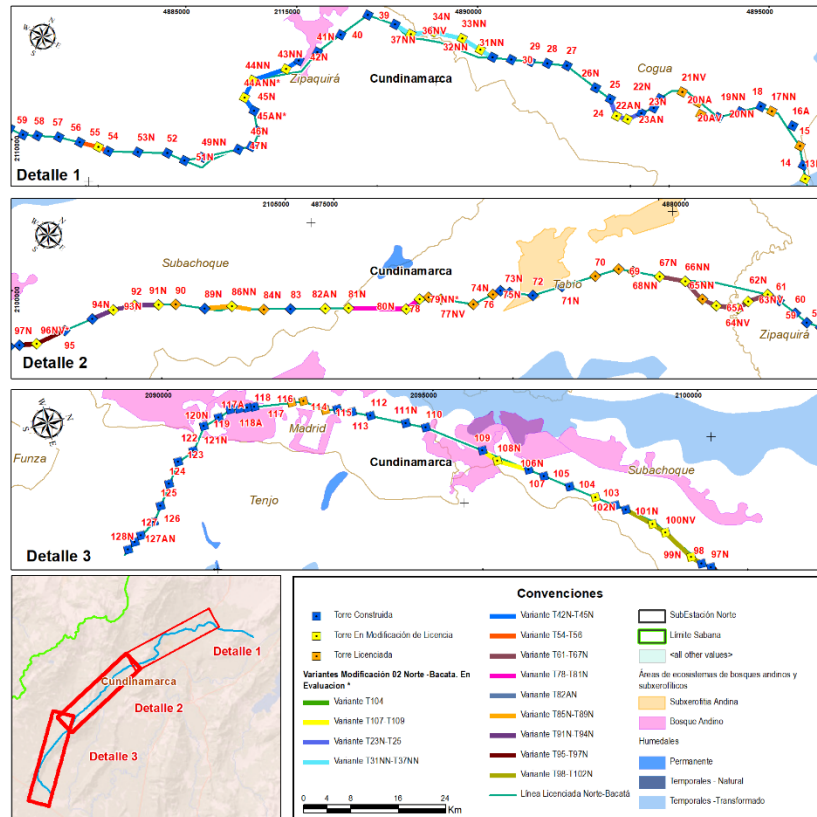 4885000
2115000
4890000
4895000
2110000
39
34N
33NN
36NV
41N
40
37NN
32NN
31NN
43NN
42N
44NN
Zipaquirá
Cundinamarca
30
29
28
27
Cogua
44ANN*
26N
25
21NV
45N
22N
20NA
19NN
18
17NN
45AN*
24
22AN
23N
23AN
20AV
20NN
16A
59
58
57
56
55
54
53N
52
49NN
46N
47N
51N
15
14
Detalle 1
2105000
4875000
4880000
2100000
Subachoque
Cundinamarca
Tabio
70
69
67N
66NN
74N
73N
72
68NN
65NN
62N
61
94N
92
91N
90
89N
86NN
84N
83
82AN
81N
80N
78
76
75N
71N
93N
77NV
65A
63NV
59
97N
96NV
95
64NV
Zipaquirá
Detalle 2
2090000
2095000
2100000
120N
117A
118
116
114
112
119
117
115
111N
110
118A
Madrid
113
122
121N
109
Funza
123
Cundinamarca
108N
124
106N
Subachoque
107
105
125
104
Tenjo
103
126
102N
101N
100NV
128N
127AN
99N
98
97N
Detalle 3
Cundinamarca
Detalle 1
Detalle 2
Detalle 3
Convenciones
Torre Construida
Torre En Modificación de Licencia
Torre Licenciada
Variantes Modificación 02 Norte -Bacata. En
Evaluacion *
Variante T104
Variante T107 -T109
Variante T23N-T25
Variante T31NN-T37NN
Variante T42N-T45N
Variante T54-T56
Variante T61-T67N
Variante T78-T81N
Variante T82AN
Variante T85N-T89N
Variante T91N-T94N
Variante T95-T97N
Variante T98-T102N
Línea Licenciada Norte-Bacatá
SubEstación Norte
Límite Sabana
<all other values>
Áreas de ecosistemas de bosques andinos y
subxerofíticos
Subxerofitia Andina
Bosque Andino
Humedales
Permanente
Temporales - Natural
Temporales -Transformado
0 4 8 16 24
Km